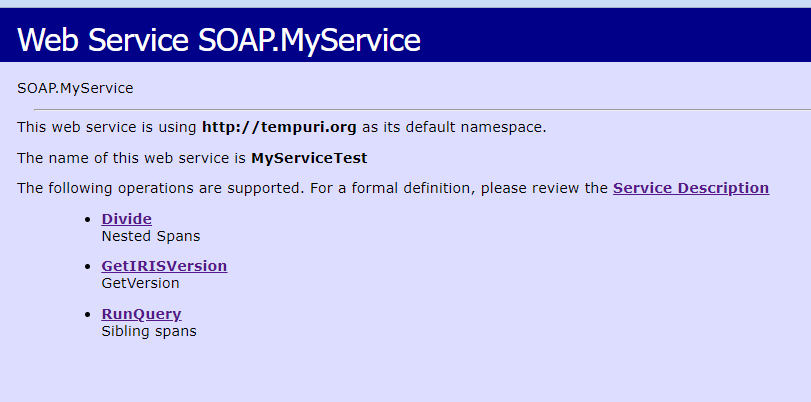 Web Service SOAP.MyService
SOAP.MyService
This web service is using http://tempuri.org as its default namespace.
The name of this web service is MyServiceTest
The following operations are supported. For a formal definition, please review the Service Description
Divide
Nested Spans
GetIRISVersion
GetVersion
RunQuery
Sibling spans